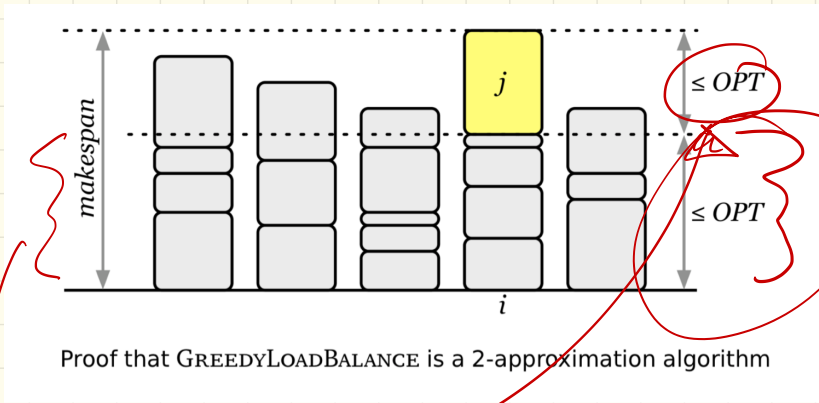 makespan
j
≤ OPT
≤ OPT
i
Proof that GREEDYLOADBALANCE is a 2-approximation algorithm